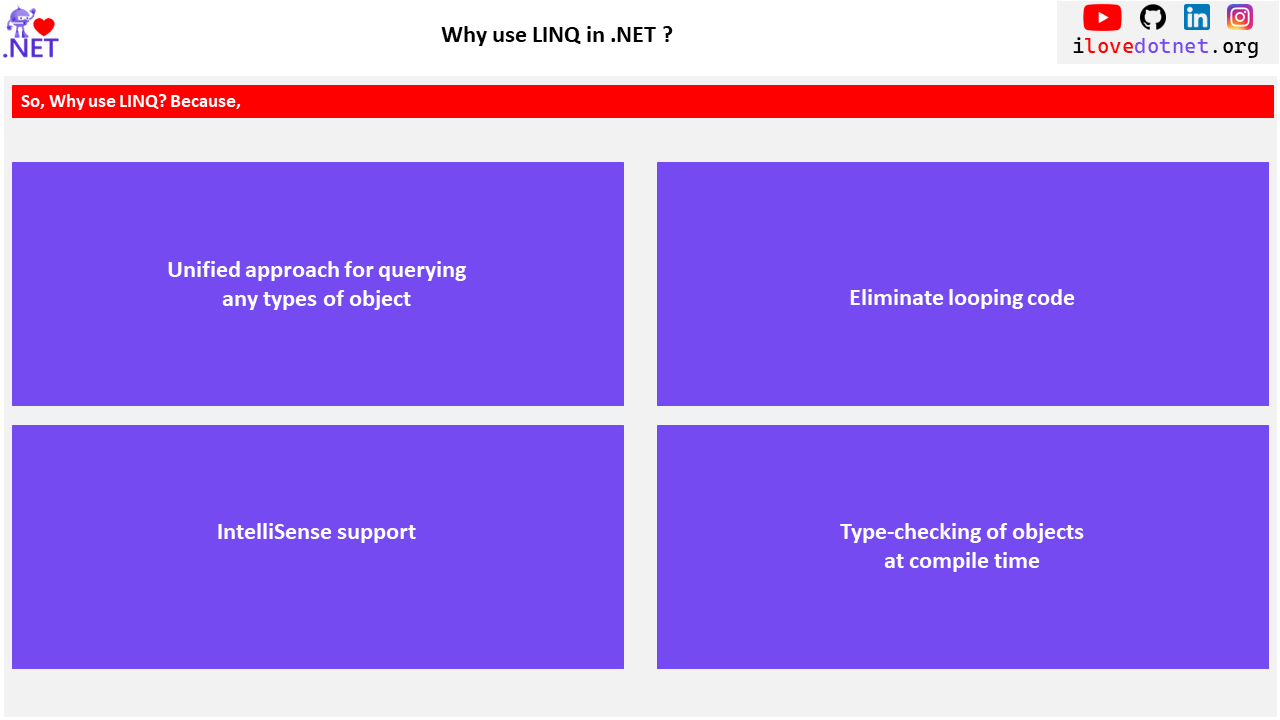 .NET
Why use LINQ in .NET ?
ilovedotnet.org
So, Why use LINQ? Because,
Unified approach for querying
any types of object
Eliminate looping code
IntelliSense support
Type-checking of objects
at compile time